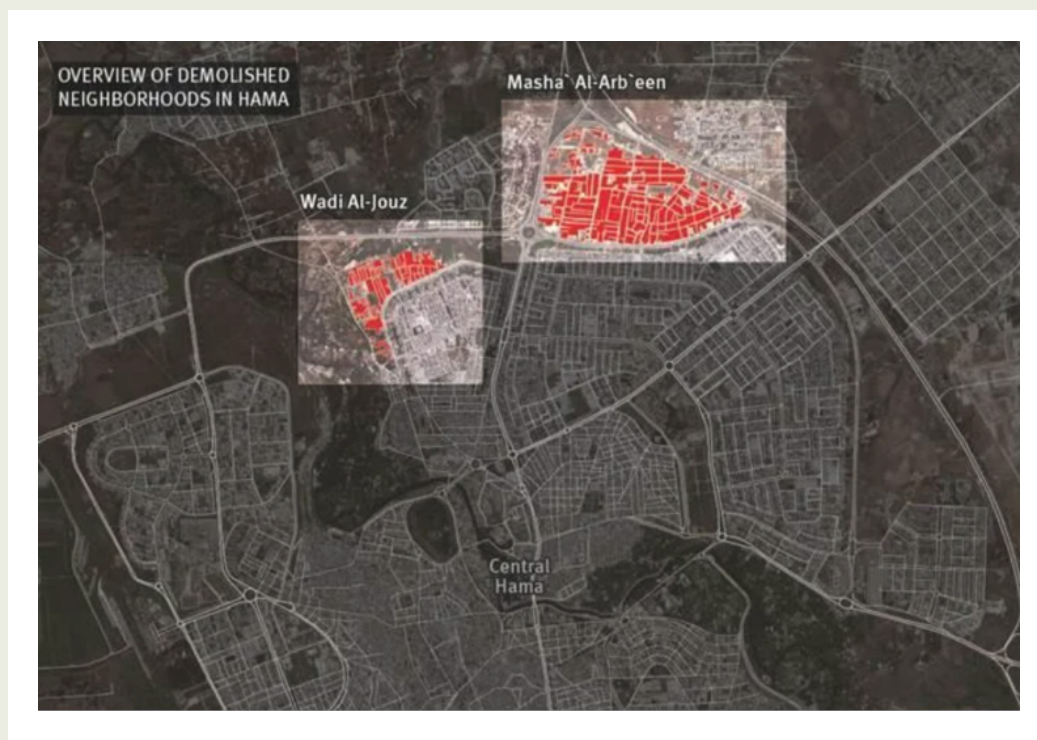 OVERVIEW OF DEMOLISHED
NEIGHBORHOODS IN HAMA
Masha` Al-Arb`een
Wadi Al-Jouz
Central
Hama